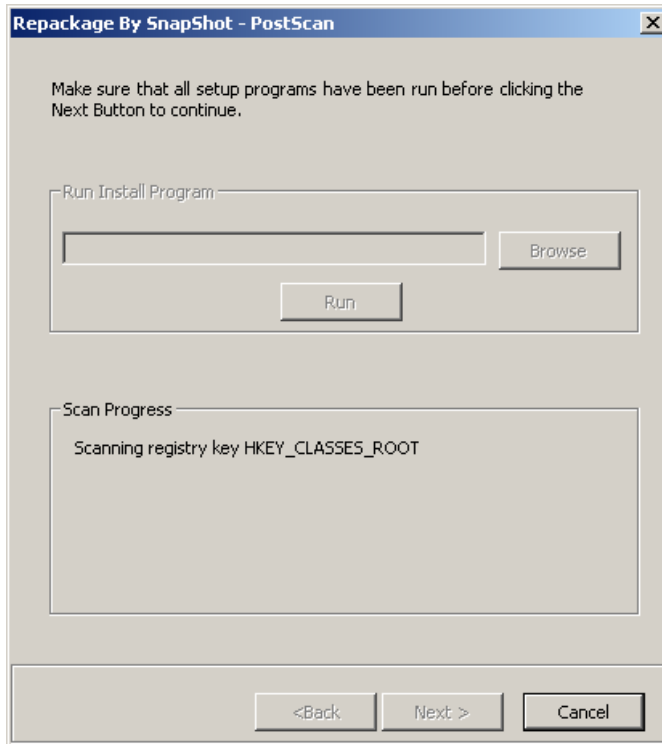 Repackage By SnapShot - PostScan
Make sure that all setup programs have been run before clicking the
Next Button to continue.
Run Install Program
Browse
Run
Scan Progress
Scanning registry key HKEY_CLASSES_ROOT
<Back
Next >
Cancel